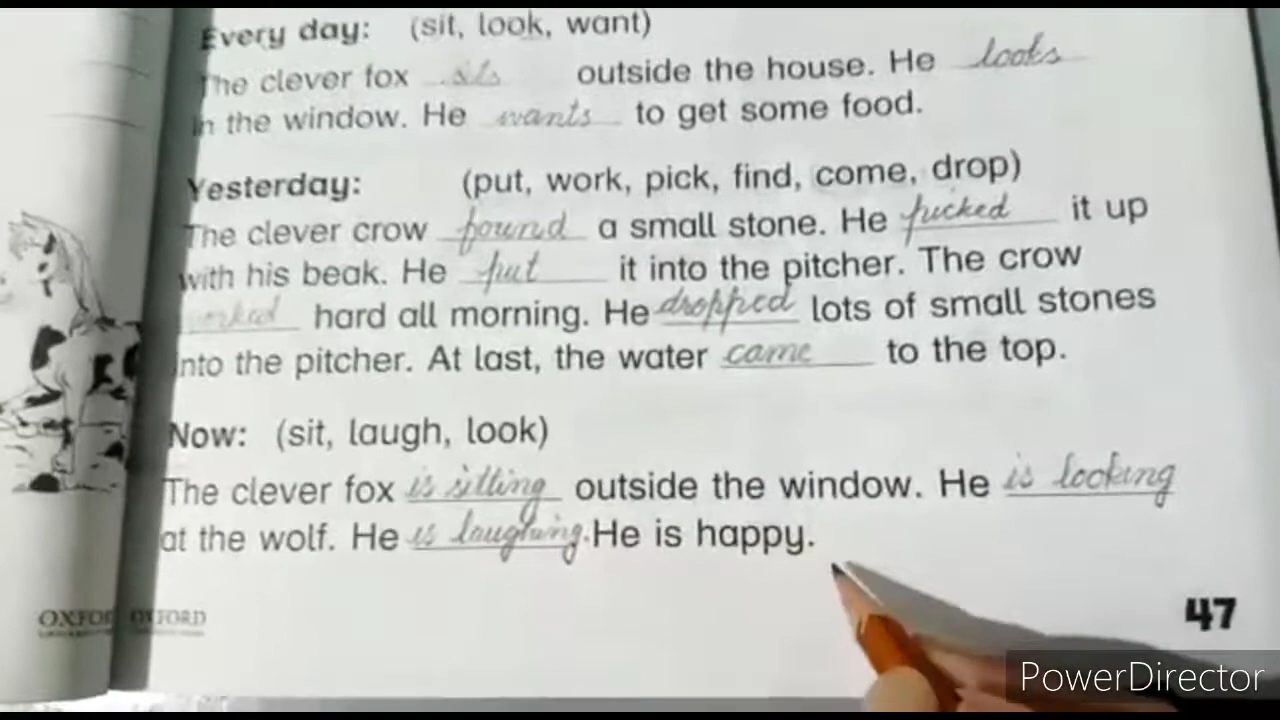 Every day: (sit, look, want)
The clever fox sits outside the house. He looks
in the window. He wants to get some food.
Yesterday: (put, work, pick, find, come, drop)
The clever crow found a small stone. He picked it up
with his beak. He put it into the pitcher. The crow
worked hard all morning. He dropped lots of small stones
into the pitcher. At last, the water came to the top.
Now: (sit, laugh, look)
The clever fox is sitting outside the window. He is looking
at the wolf. He is laughing. He is happy.
OXFO OXFORD
47
PowerDirector